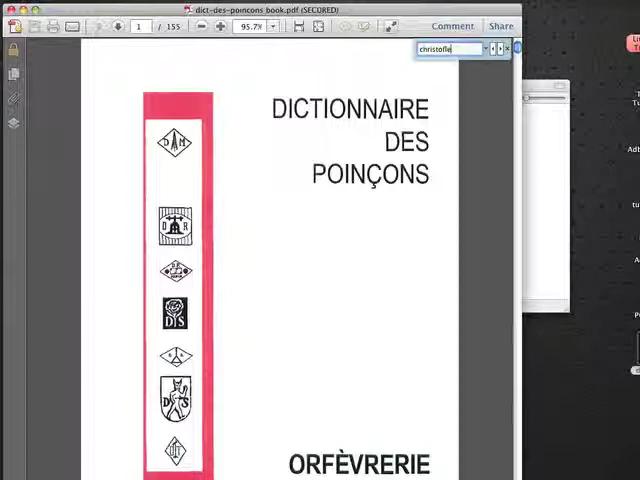 dict-des-poincons book.pdf (SECURED)
1 / 155 95.7% Comment Share
christofle
DICTIONNAIRE
DES
POINÇONS
D M
D R
D S
D S
ORFÈVRERIE